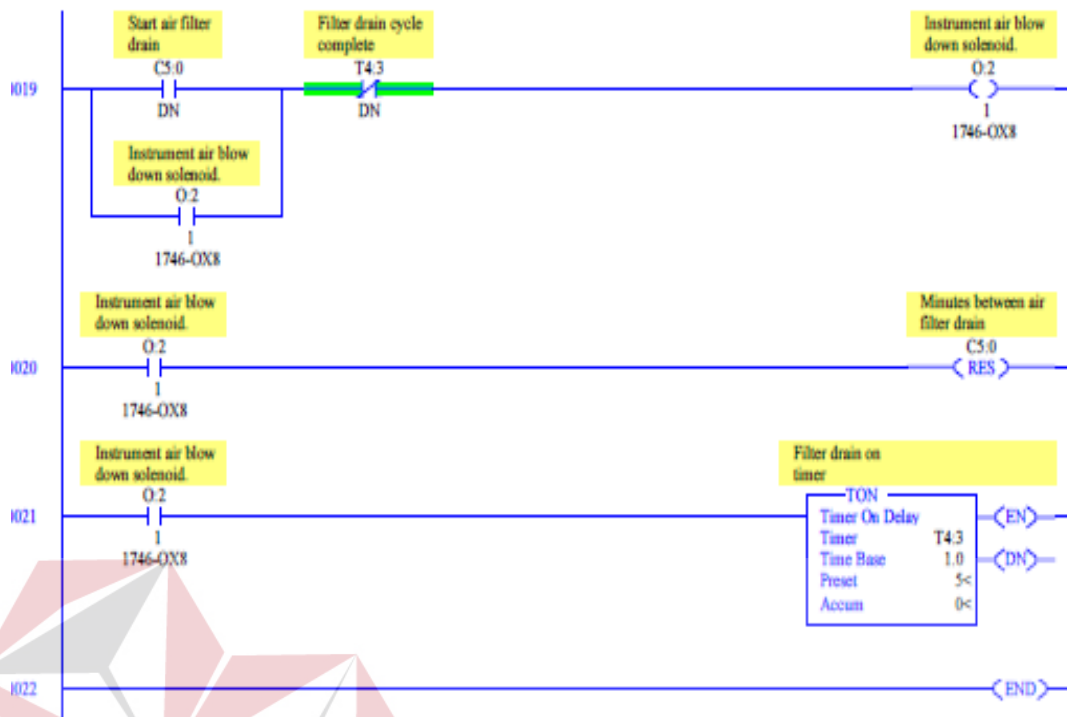 Start air filter
drain
C5:0
DN
Filter drain cycle
complete
T4:3
DN
Instrument air blow
down solenoid.
O:2
1
1746-OX8
0019
Instrument air blow
down solenoid.
O:2
1
1746-OX8
Instrument air blow
down solenoid.
O:2
1
1746-OX8
Minutes between air
filter drain
C5:0
RES
0020
Instrument air blow
down solenoid.
O:2
1
1746-OX8
Filter drain on
timer
TON
Timer On Delay
Timer T4:3
Time Base 1.0
Preset 5<
Accum 0<
EN
DN
0021
0022
END